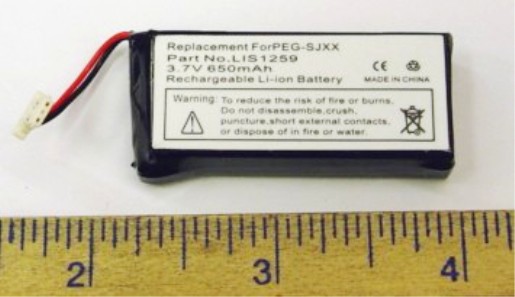 Replacement ForPEG-SJXX
Part No.LIS1259
3.7V 650mAh
Rechargeable Li-ion Battery
CE
MADE IN CHINA
Warning: To reduce the risk of fire or burns.
Do not disassemble,crush,
puncture,short external contacts,
or dispose of in fire or water.
2 3 4